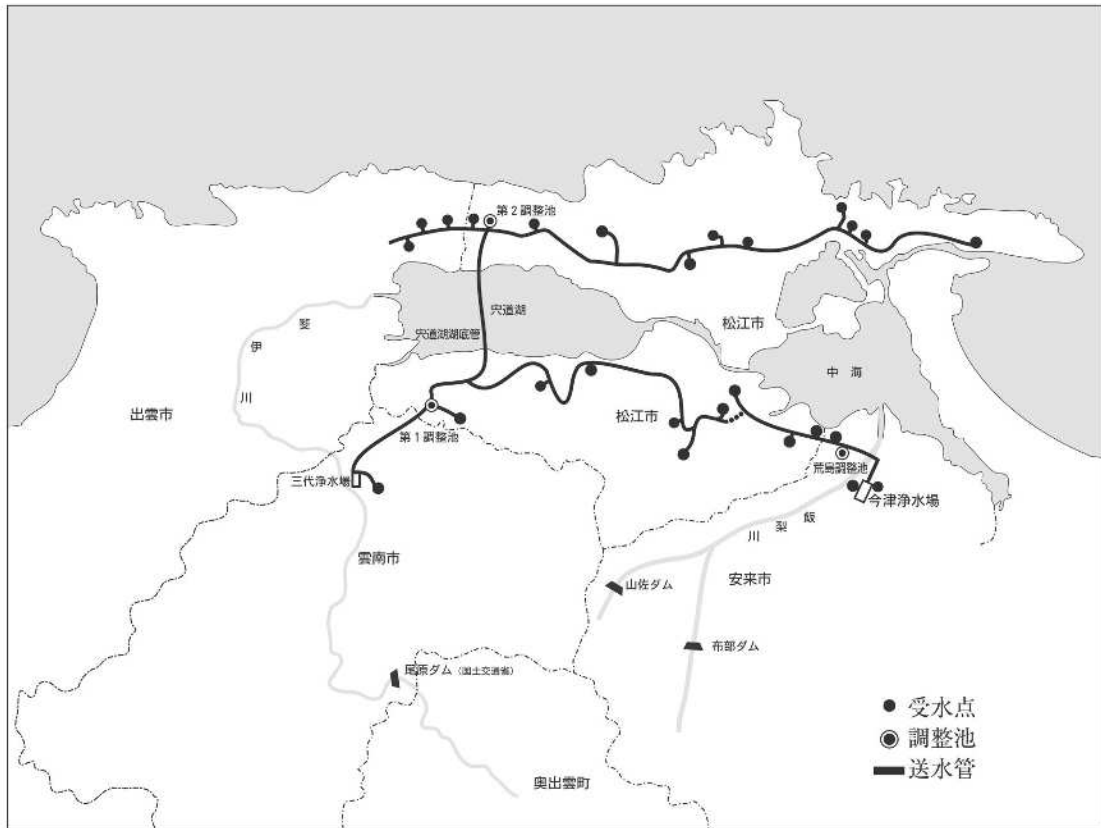 第2調整池
宍道湖
宍道湖湖底管
松江市
中海
斐
伊
川
出雲市
松江市
第1調整池
荒島調整池
三代浄水場
今津浄水場
飯
梨
川
雲南市
安来市
山佐ダム
布部ダム
尾原ダム（国土交通省）
奥出雲町
受水点
調整池
送水管